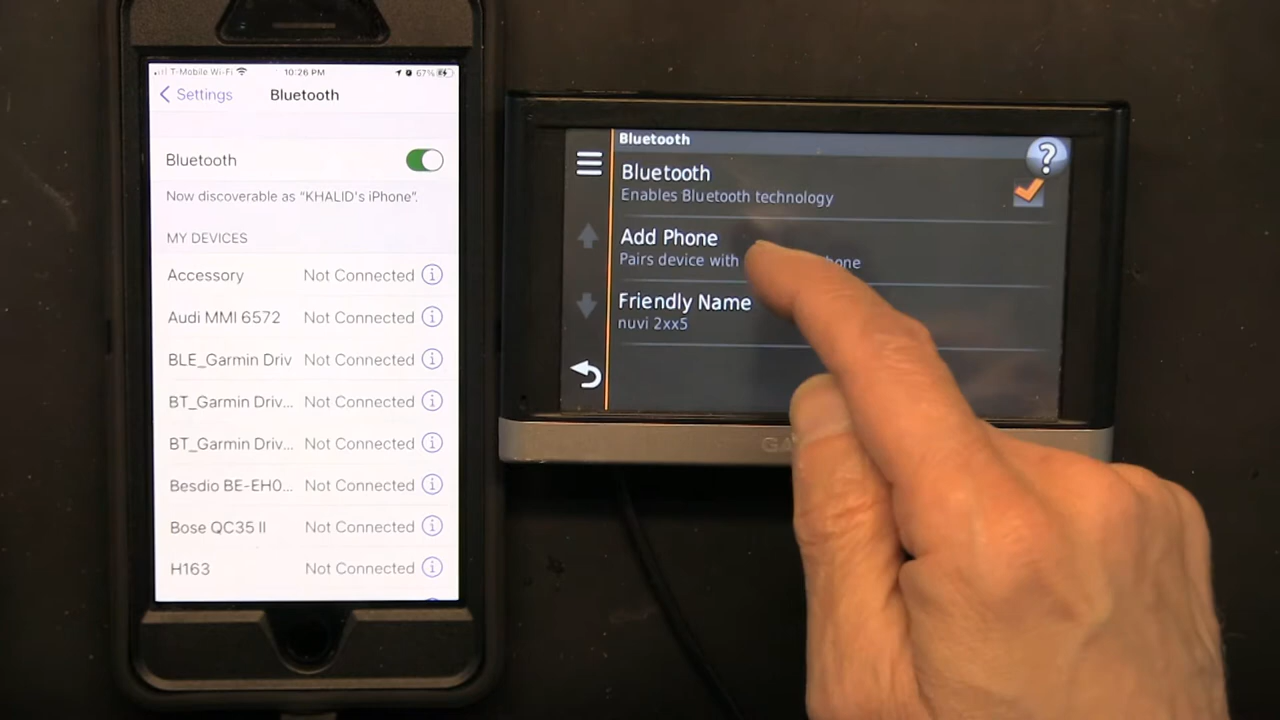 T-Mobile Wi-Fi 10:26 PM 67%
Settings Bluetooth
Bluetooth
Now discoverable as “KHALID's iPhone”.
MY DEVICES
Accessory Not Connected
Audi MMI 6572 Not Connected
BLE_Garmin Driv Not Connected
BT_Garmin Driv... Not Connected
BT_Garmin Driv... Not Connected
Besdio BE-EH0... Not Connected
Bose QC35 II Not Connected
H163 Not Connected
Bluetooth
?
Bluetooth
Enables Bluetooth technology
Add Phone
Pairs device with
Friendly Name
nuvi 2xx5